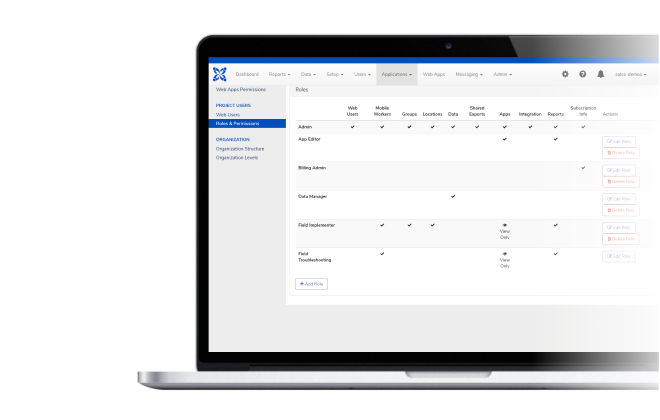 Dashboard Reports Data Setup Users Applications Web Apps Messaging Admin sales-demos
Web Apps Permissions
PROJECT USERS
Web Users
Roles & Permissions
ORGANIZATION
Organization Structure
Organization Levels
Roles
Web Users Mobile Workers Groups Locations Data Shared Exports Apps Integration Reports Subscription Info Actions
Admin
App Editor
Edit Role
Delete Role
Billing Admin
Edit Role
Delete Role
Data Manager
Edit Role
Delete Role
Field Implementer
View Only
Edit Role
Delete Role
Field Troubleshooting
View Only
Edit Role
+ Add Role